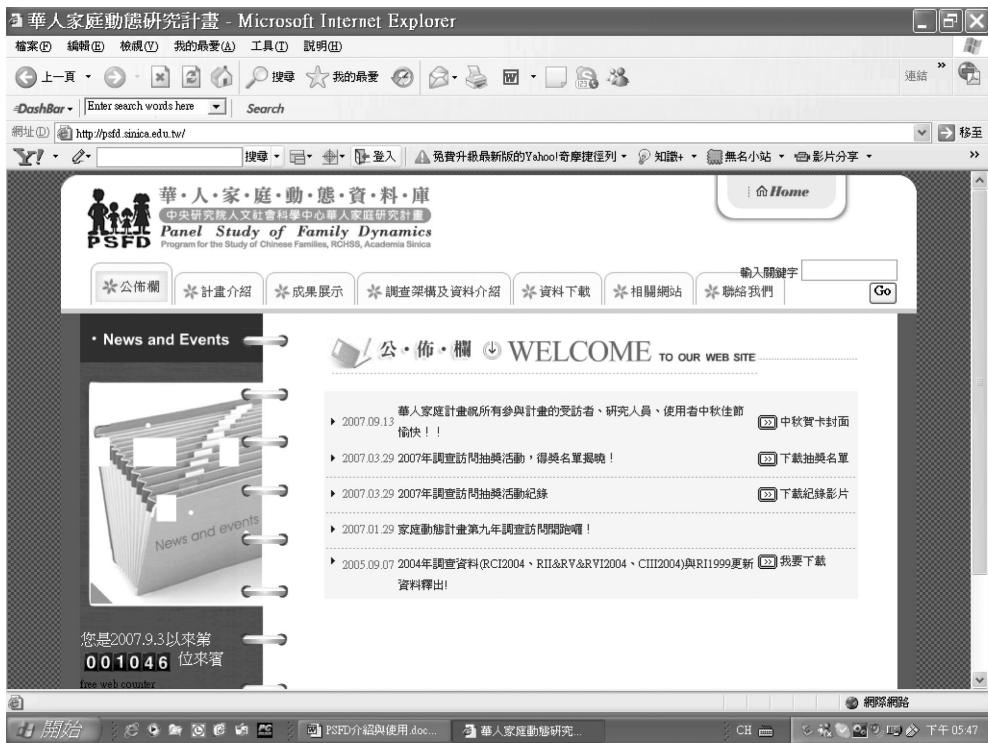 華人家庭動態研究計畫 - Microsoft Internet Explorer
檔案(F) 編輯(E) 檢視(V) 我的最愛(A) 工具(T) 說明(H)
上一頁 搜尋 我的最愛 連結 »
DashBar Enter search words here Search
網址(D) http://psfd.sinica.edu.tw/ 移至
Y! 搜尋 登入 免費升級最新版的Yahoo!奇摩捷徑列 知識+ 無名小站 影片分享 »
華・人・家・庭・動・態・資・料・庫
中央研究院人文社會科學中心華人家庭研究計畫
Panel Study of Family Dynamics
PSFD Program for the Study of Chinese Families, RCHSS, Academia Sinica
Home
輸入關鍵字
公佈欄 計畫介紹 成果展示 調查架構及資料介紹 資料下載 相關網站 聯絡我們 Go
・News and Events
公・佈・欄 WELCOME TO OUR WEB SITE
2007.09.13 華人家庭計畫祝所有參與計畫的受訪者、研究人員、使用者中秋佳節 中秋賀卡封面
愉快！！
2007.03.29 2007年調查訪問抽獎活動，得獎名單揭曉！ 下載抽獎名單
2007.03.29 2007年調查訪問抽獎活動紀錄 下載紀錄影片
2007.01.29 家庭動態計畫第九年調查訪問開跑囉！
2005.09.07 2004年調查資料(RCI2004、RII&RV&RVI2004、CIII2004)與RI1999更新 我要下載
資料釋出!
News and events
您是2007.9.3以來第
001046 位來賓
free web counter
網際網路
開始 PSFD介紹與使用.doc... 華人家庭動態研究... CH 下午 05:47